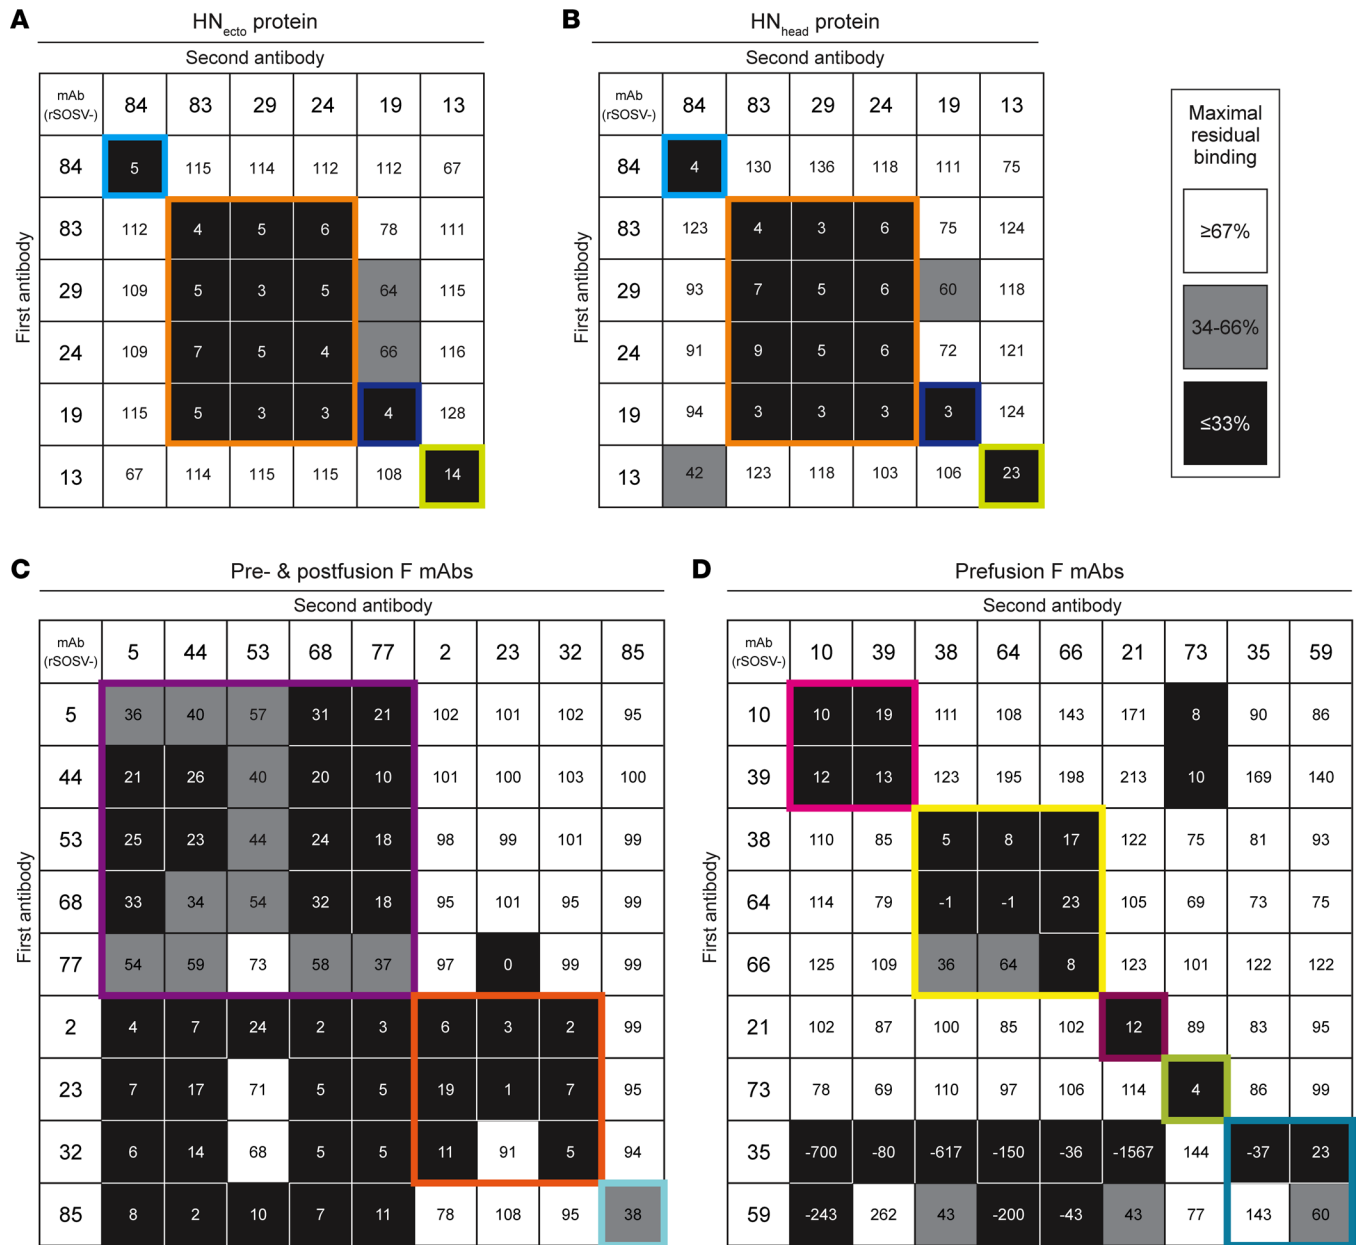 A
HNecto protein
Second antibody
mAb (rSOSV-) 84 83 29 24 19 13
First antibody
84 5 115 114 112 112 67
83 112 4 5 6 78 111
29 109 5 3 5 64 115
24 109 7 5 4 66 116
19 115 5 3 3 4 128
13 67 114 115 115 108 14
B
HNhead protein
Second antibody
mAb (rSOSV-) 84 83 29 24 19 13
First antibody
84 4 130 136 118 111 75
83 123 4 3 6 75 124
29 93 7 5 6 60 118
24 91 9 5 6 72 121
19 94 3 3 3 3 124
13 42 123 118 103 106 23
Maximal
residual
binding
≥67%
34-66%
≤33%
C
Pre- & postfusion F mAbs
Second antibody
mAb (rSOSV-) 5 44 53 68 77 2 23 32 85
First antibody
5 36 40 57 31 21 102 101 102 95
44 21 26 40 20 10 101 100 103 100
53 25 23 44 24 18 98 99 101 99
68 33 34 54 32 18 95 101 95 99
77 54 59 73 58 37 97 0 99 99
2 4 7 24 2 3 6 3 2 99
23 7 17 71 5 5 19 1 7 95
32 6 14 68 5 5 11 91 5 94
85 8 2 10 7 11 78 108 95 38
D
Prefusion F mAbs
Second antibody
mAb (rSOSV-) 10 39 38 64 66 21 73 35 59
First antibody
10 10 19 111 108 143 171 8 90 86
39 12 13 123 195 198 213 10 169 140
38 110 85 5 8 17 122 75 81 93
64 114 79 -1 -1 23 105 69 73 75
66 125 109 36 64 8 123 101 122 122
21 102 87 100 85 102 12 89 83 95
73 78 69 110 97 106 114 4 86 99
35 -700 -80 -617 -150 -36 -1567 144 -37 23
59 -243 262 43 -200 -43 43 77 143 60